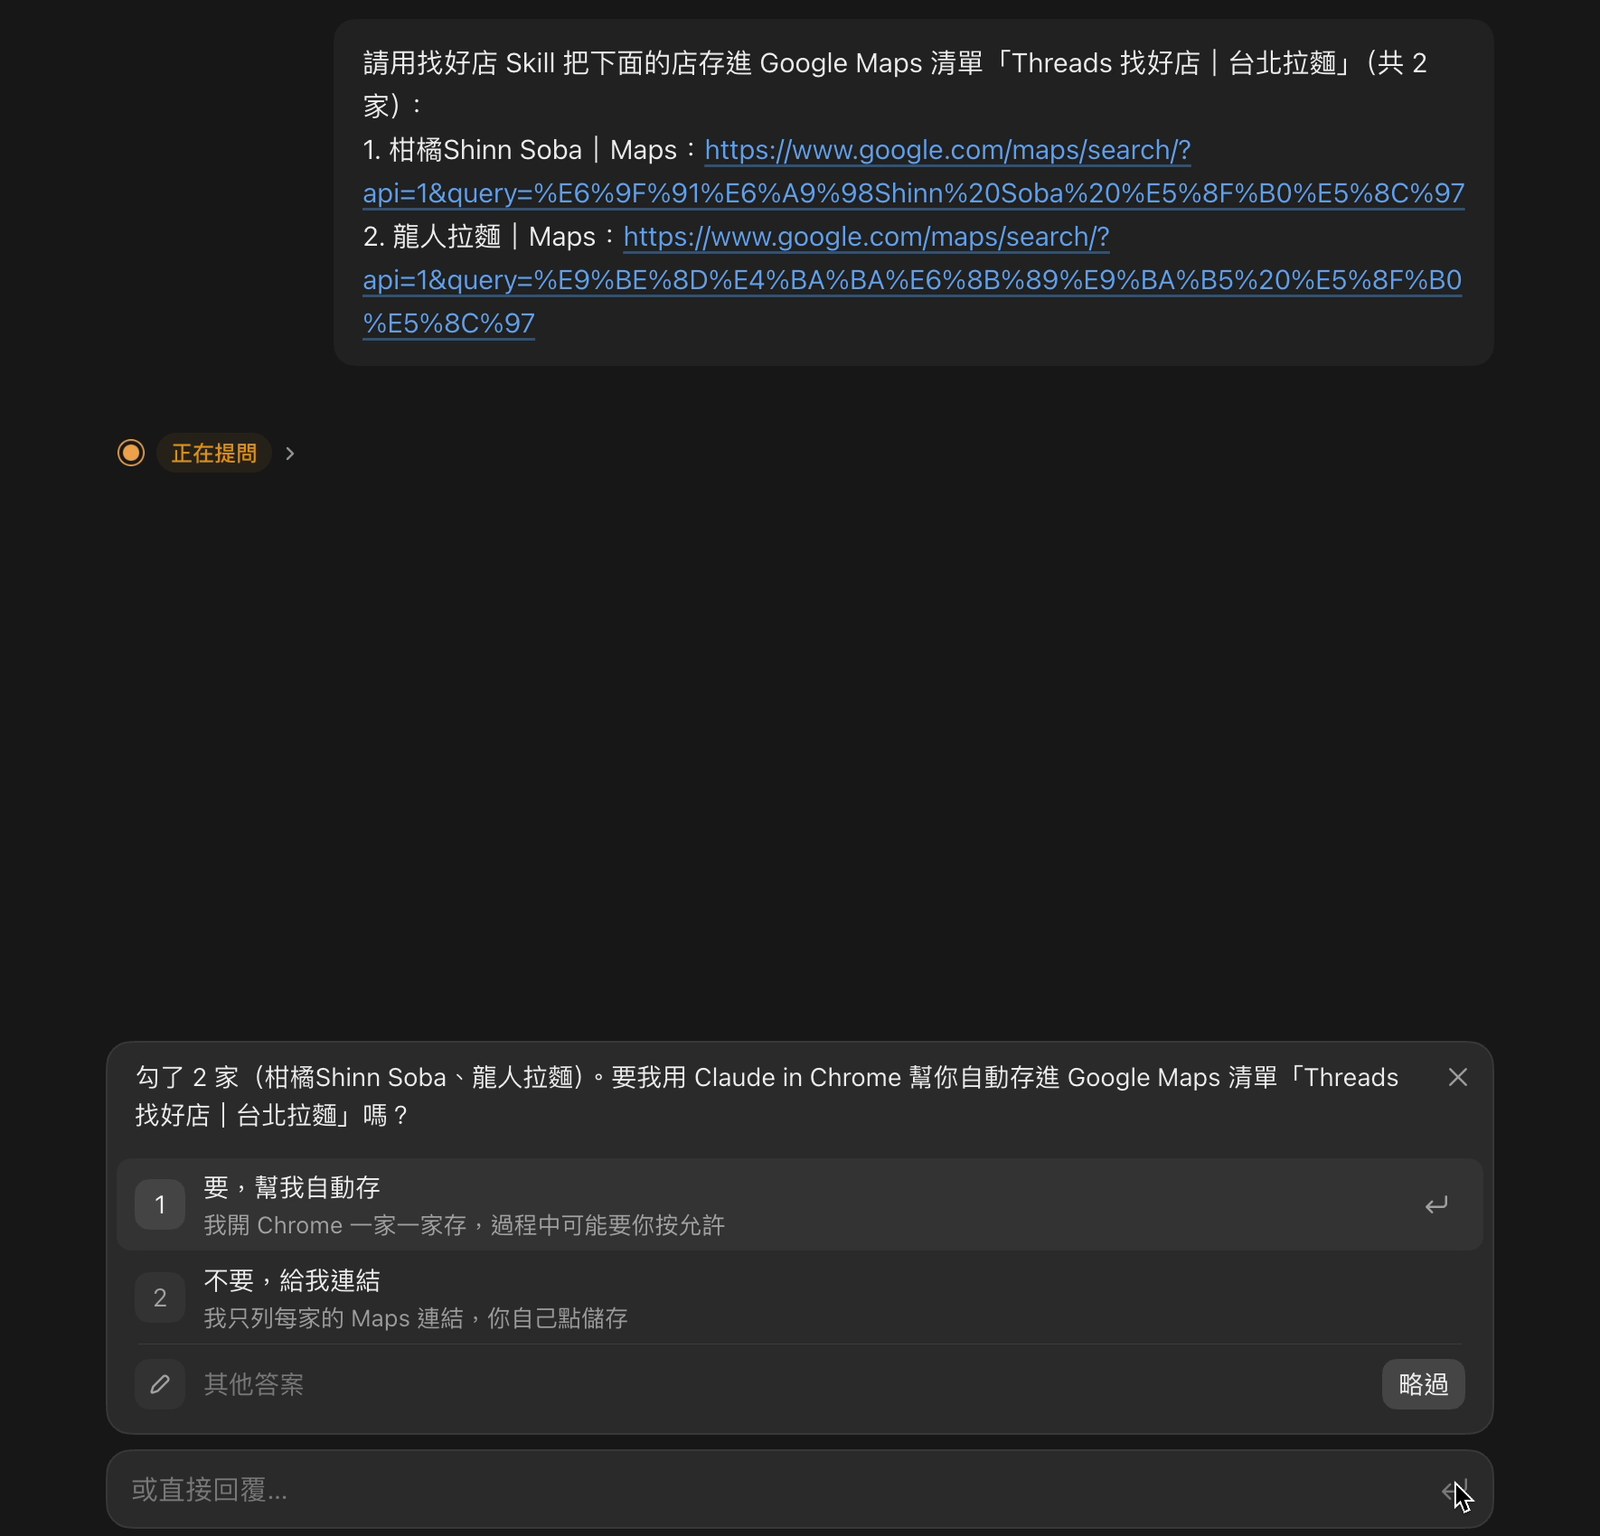 請用找好店 Skill 把下面的店存進 Google Maps 清單「Threads 找好店｜台北拉麵」（共 2
家）：
1. 柑橘Shinn Soba｜Maps：https://www.google.com/maps/search/?
api=1&query=%E6%9F%91%E6%A9%98Shinn%20Soba%20%E5%8F%B0%E5%8C%97
2. 龍人拉麵｜Maps：https://www.google.com/maps/search/?
api=1&query=%E9%BE%8D%E4%BA%BA%E6%8B%89%E9%BA%B5%20%E5%8F%B0
%E5%8C%97
正在提問
勾了 2 家（柑橘Shinn Soba、龍人拉麵）。要我用 Claude in Chrome 幫你自動存進 Google Maps 清單「Threads
找好店｜台北拉麵」嗎？
1 要，幫我自動存
我開 Chrome 一家一家存，過程中可能要你按允許
2 不要，給我連結
我只列每家的 Maps 連結，你自己點儲存
其他答案 略過
或直接回覆...